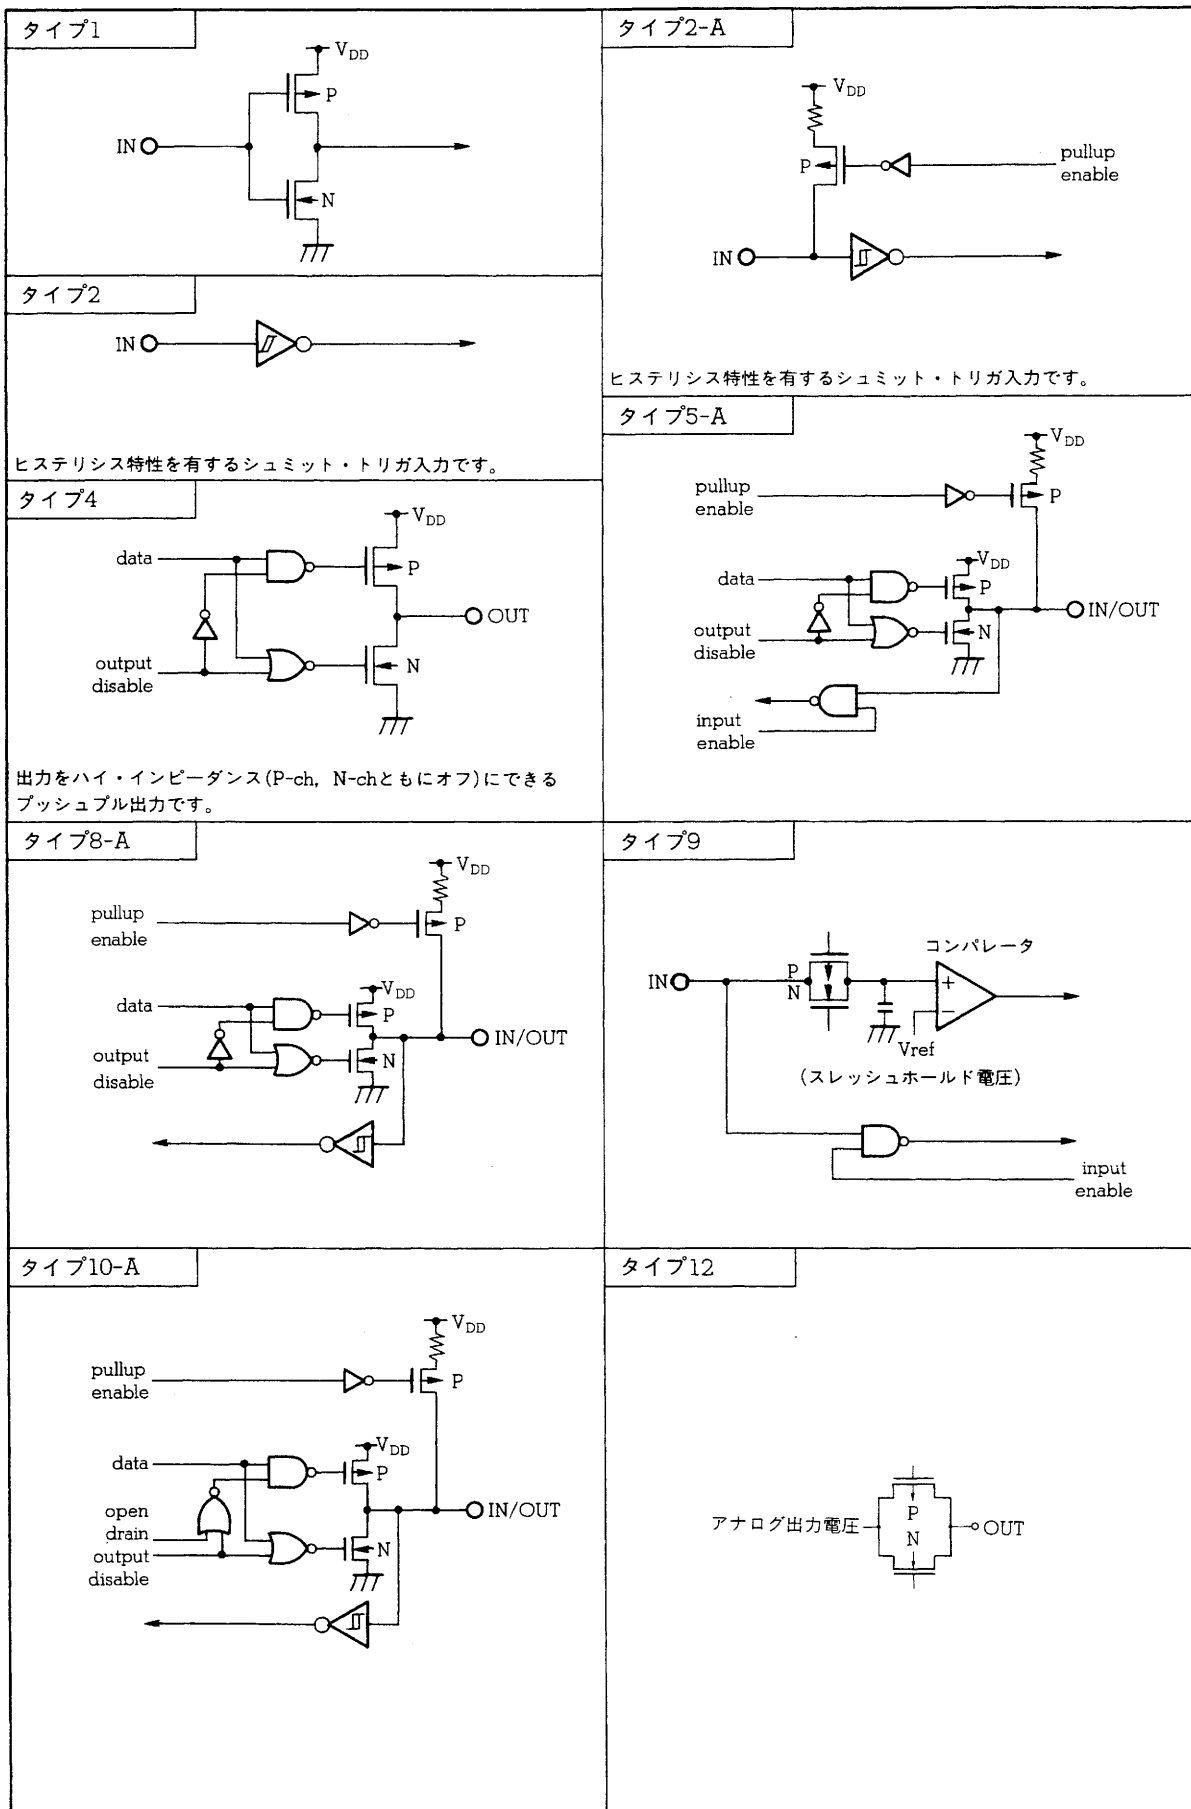 タイプ1
VDD
P
IN
N
タイプ2
IN
ヒステリシス特性を有するシュミット・トリガ入力です。
タイプ4
VDD
data
P
OUT
output
disable
N
出力をハイ・インピーダンス(P-ch, N-chともにオフ)にできる
プッシュプル出力です。
タイプ8-A
VDD
pullup
enable
P
VDD
data
P
IN/OUT
output
disable
N
タイプ10-A
VDD
pullup
enable
P
VDD
data
P
open
drain
IN/OUT
output
disable
N
タイプ2-A
VDD
P
pullup
enable
IN
ヒステリシス特性を有するシュミット・トリガ入力です。
タイプ5-A
VDD
pullup
enable
P
VDD
data
P
IN/OUT
output
disable
N
input
enable
タイプ9
コンパレータ
IN
P
N
+
−
Vref
(スレッシュホールド電圧)
input
enable
タイプ12
P
アナログ出力電圧
N
OUT